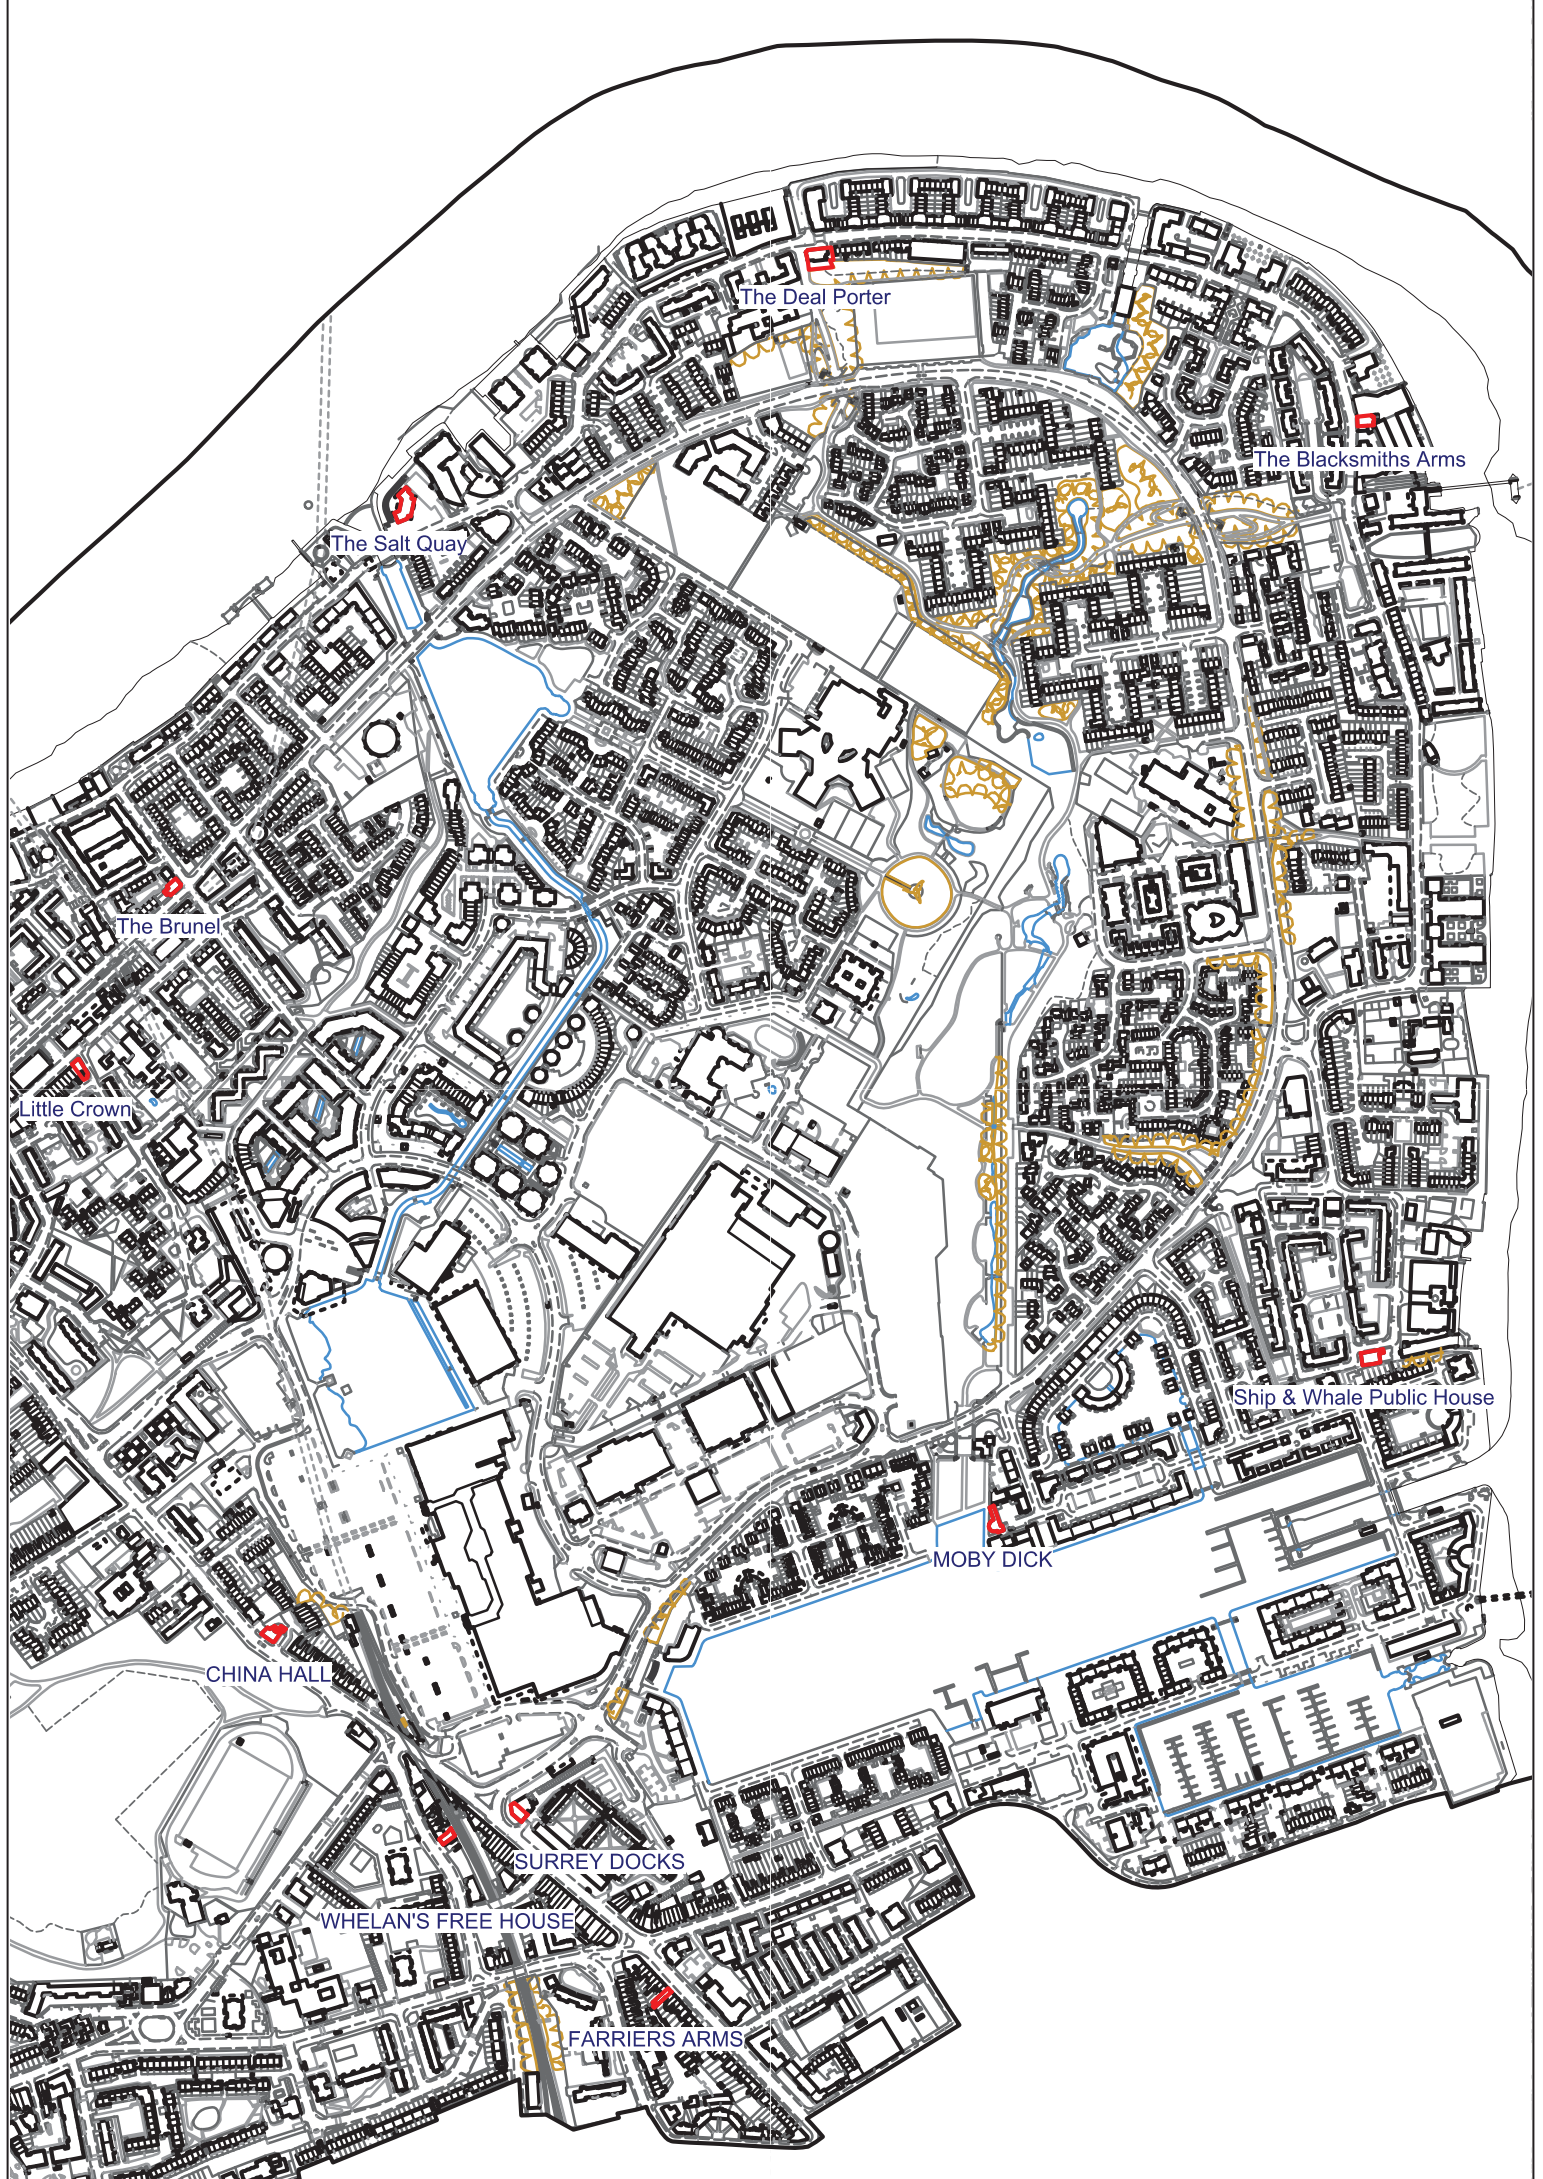 The Deal Porter
The Blacksmiths Arms
The Salt Quay
The Brunel
Little Crown
Ship & Whale Public House
MOBY DICK
CHINA HALL
SURREY DOCKS
WHELAN'S FREE HOUSE
FARRIERS ARMS